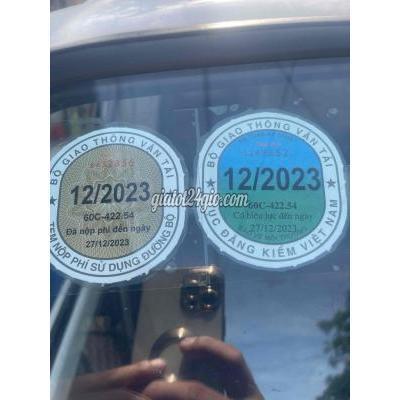 BỘ GIAO THÔNG VẬN TẢI
12/2023
60C-422.54
Đã nộp phí đến ngày
27/12/2023
TEM NỘP PHÍ SỬ DỤNG ĐƯỜNG BỘ
BỘ GIAO THÔNG VẬN TẢI
12/2023
60C-422.54
Có hiệu lực đến ngày
27/12/2023
CỤC ĐĂNG KIỂM VIỆT NAM
giatot24gio.com